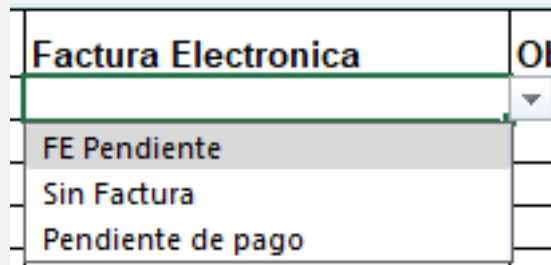 Factura Electronica
FE Pendiente
Sin Factura
Pendiente de pago